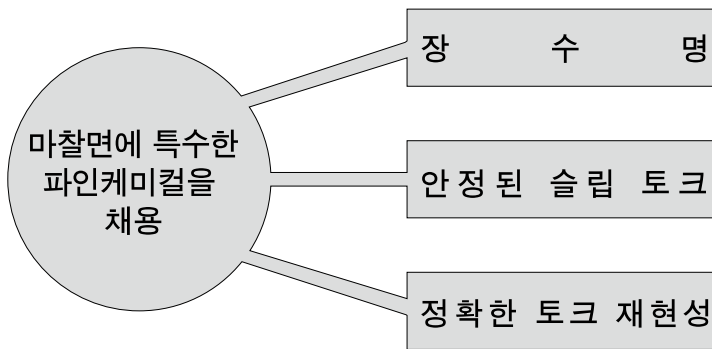 마찰면에 특수한
파인케미컬을
채용
장 수 명
안정된 슬립 토크
정확한 토크 재현성